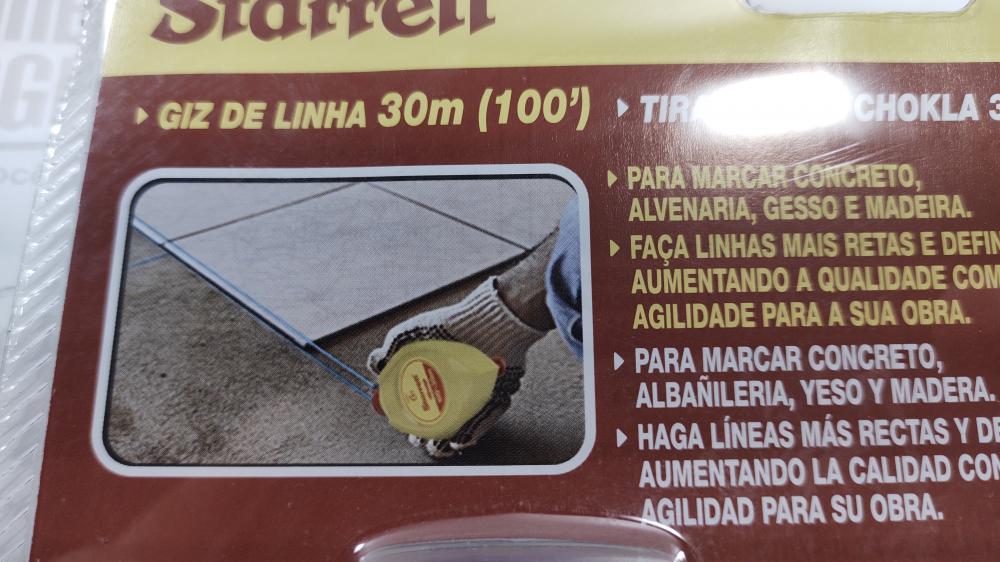 Starrett
GIZ DE LINHA 30m (100')
PARA MARCAR CONCRETO,
ALVENARIA, GESSO E MADEIRA.
FAÇA LINHAS MAIS RETAS E
AUMENTANDO A QUALIDADE COM
AGILIDADE PARA A SUA OBRA.
CHOKLA
PARA MARCAR CONCRETO,
ALBAÑILERIA, YESO Y MADERA.
HAGA LÍNEAS MÁS RECTAS Y
AUMENTANDO LA CALIDAD
AGILIDAD PARA SU OBRA.